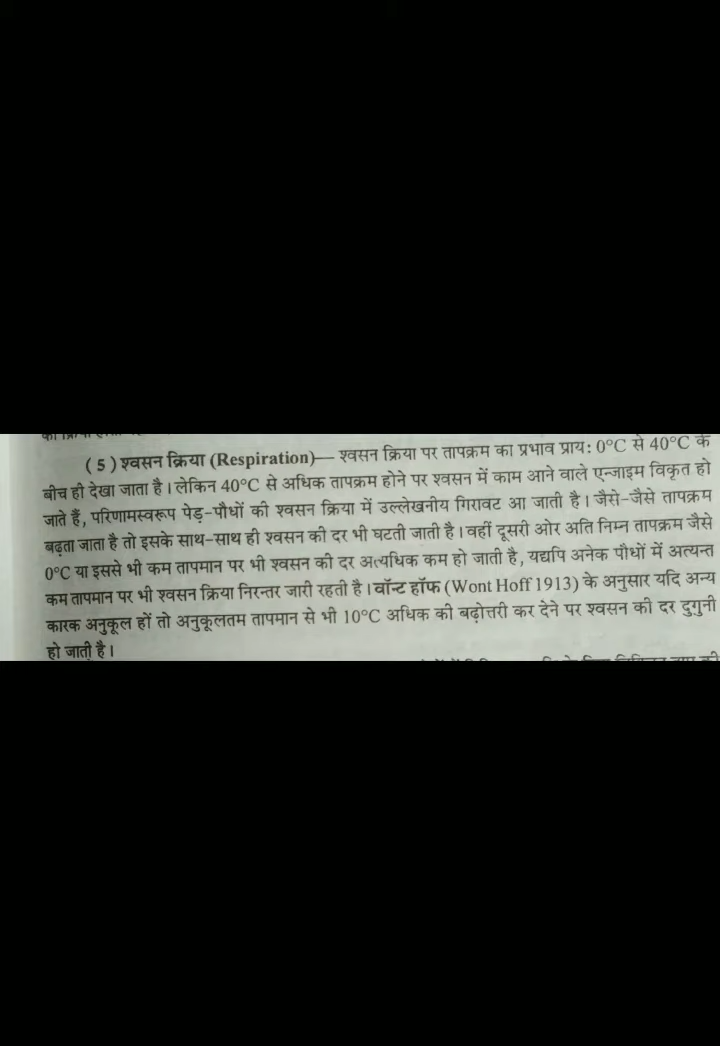 ( 5 ) श्वसन क्रिया (Respiration)— श्वसन क्रिया पर तापक्रम का प्रभाव प्राय: 0°C से 40°C के
बीच ही देखा जाता है। लेकिन 40°C से अधिक तापक्रम होने पर श्वसन में काम आने वाले एन्जाइम विकृत हो
जाते हैं, परिणामस्वरूप पेड़-पौधों की श्वसन क्रिया में उल्लेखनीय गिरावट आ जाती है। जैसे-जैसे तापक्रम
बढ़ता जाता है तो इसके साथ-साथ ही श्वसन की दर भी घटती जाती है। वहीं दूसरी ओर अति निम्न तापक्रम जैसे
0°C या इससे भी कम तापमान पर भी श्वसन की दर अत्यधिक कम हो जाती है, यद्यपि अनेक पौधों में अत्यन्त
कम तापमान पर भी श्वसन क्रिया निरन्तर जारी रहती है। वॉन्ट हॉफ (Wont Hoff 1913) के अनुसार यदि अन्य
कारक अनुकूल हों तो अनुकूलतम तापमान से भी 10°C अधिक की बढ़ोत्तरी कर देने पर श्वसन की दर दुगुनी
हो जाती है।